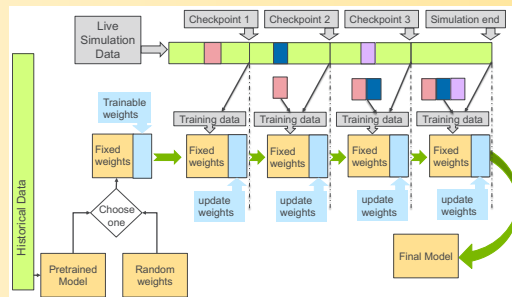 Live
Simulation
Data
Checkpoint 1
Checkpoint 2
Checkpoint 3
Simulation end
Historical Data
Trainable
weights
Training data
Training data
Training data
Training data
Fixed
weights
Fixed
weights
Fixed
weights
Fixed
weights
Fixed
weights
update
weights
update
weights
update
weights
update
weights
Choose
one
Pretrained
Model
Random
weights
Final Model